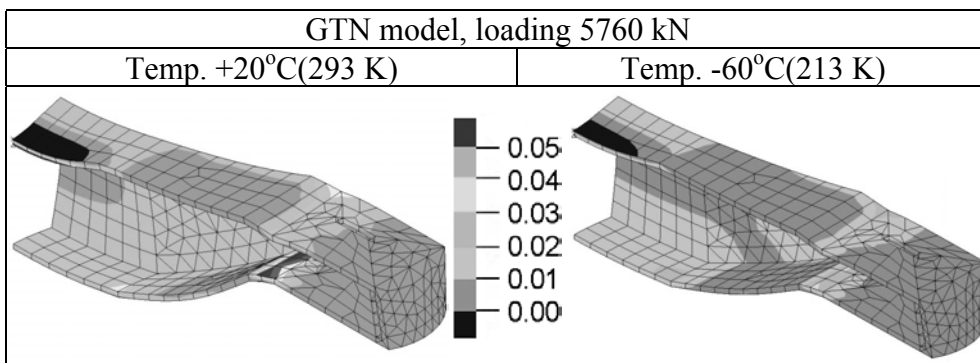 GTN model, loading 5760 kN
Temp. +20°C(293 K)
Temp. -60°C(213 K)
0.05
0.04
0.03
0.02
0.01
0.00